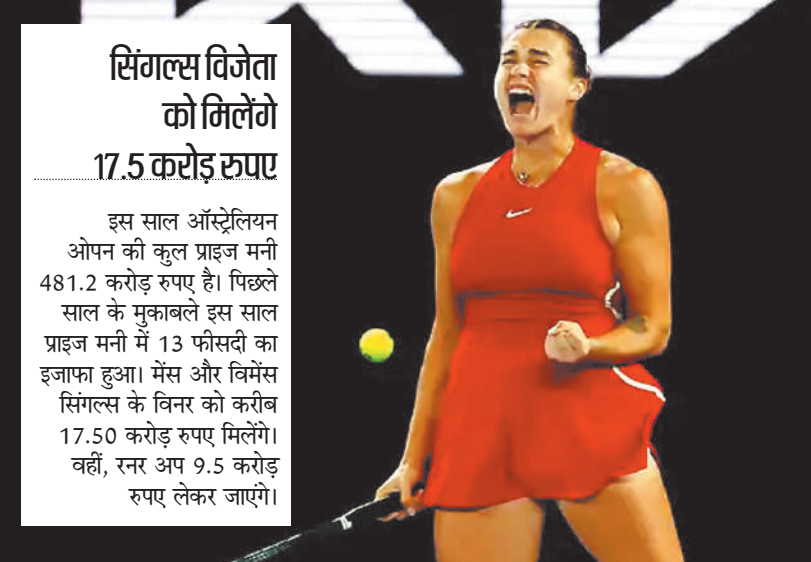 सिंगल्स विजेता
को मिलेंगे
17.5 करोड़ रुपए
इस साल ऑस्ट्रेलियन
ओपन की कुल प्राइज मनी
481.2 करोड़ रुपए है। पिछले
साल के मुकाबले इस साल
प्राइज मनी में 13 फीसदी का
इजाफा हुआ। मेंस और विमेंस
सिंगल्स के विनर को करीब
17.50 करोड़ रुपए मिलेंगे।
वहीं, रनर अप 9.5 करोड़
रुपए लेकर जाएंगे।